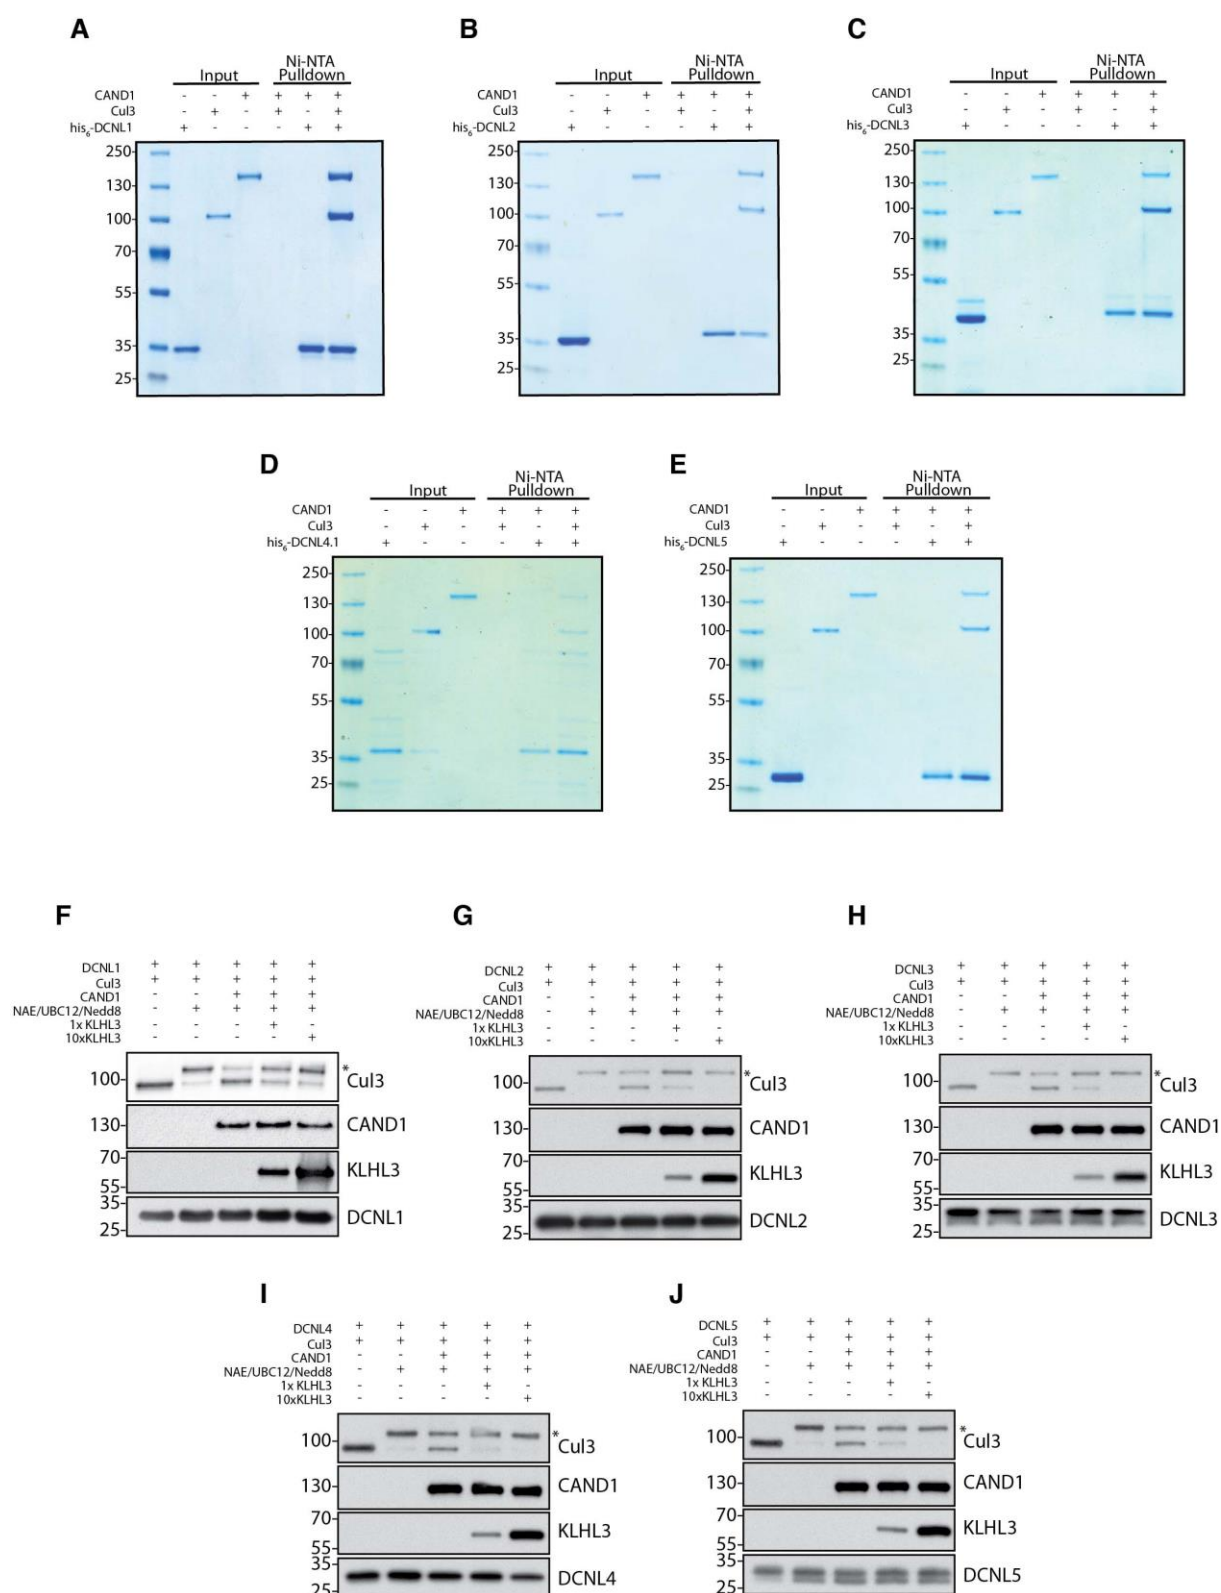 A
Input
Ni-NTA
Pulldown
CAND1 - - + + + +
Cul3 - + - + - +
his6-DCNL1 + - - - + +
250-
130-
100-
70-
55-
35-
25-
B
Input
Ni-NTA
Pulldown
CAND1 - - + + + +
Cul3 - + - + - +
his6-DCNL2 + - - - + +
250-
130-
100-
70-
55-
35-
25-
C
Input
Ni-NTA
Pulldown
CAND1 - - + + + +
Cul3 - + - + - +
his6-DCNL3 + - - - + +
250-
130-
100-
70-
55-
35-
25-
D
Input
Ni-NTA
Pulldown
CAND1 - - + + + +
Cul3 - + - + - +
his6-DCNL4.1 + - - - + +
250-
130-
100-
70-
55-
35-
25-
E
Input
Ni-NTA
Pulldown
CAND1 - - + + + +
Cul3 - + - + - +
his6-DCNL5 + - - - + +
250-
130-
100-
70-
55-
35-
25-
F
DCNL1 + + + + +
Cul3 + + + + +
CAND1 - - + + +
NAE/UBC12/Nedd8 - + + + +
1x KLHL3 - - - + -
10xKLHL3 - - - - +
100- * Cul3
130- CAND1
70-
55- KLHL3
35-
25- DCNL1
G
DCNL2 + + + + +
Cul3 + + + + +
CAND1 - - + + +
NAE/UBC12/Nedd8 - + + + +
1x KLHL3 - - - + -
10xKLHL3 - - - - +
100- * Cul3
130- CAND1
70-
55- KLHL3
35-
25- DCNL2
H
DCNL3 + + + + +
Cul3 + + + + +
CAND1 - - + + +
NAE/UBC12/Nedd8 - + + + +
1x KLHL3 - - - + -
10xKLHL3 - - - - +
100- * Cul3
130- CAND1
70-
55- KLHL3
35-
25- DCNL3
I
DCNL4 + + + + +
Cul3 + + + + +
CAND1 - - + + +
NAE/UBC12/Nedd8 - + + + +
1x KLHL3 - - - + -
10xKLHL3 - - - - +
100- * Cul3
130- CAND1
70-
55- KLHL3
35-
25- DCNL4
J
DCNL5 + + + + +
Cul3 + + + + +
CAND1 - - + + +
NAE/UBC12/Nedd8 - + + + +
1x KLHL3 - - - + -
10xKLHL3 - - - - +
100- * Cul3
130- CAND1
70-
55- KLHL3
35-
25- DCNL5